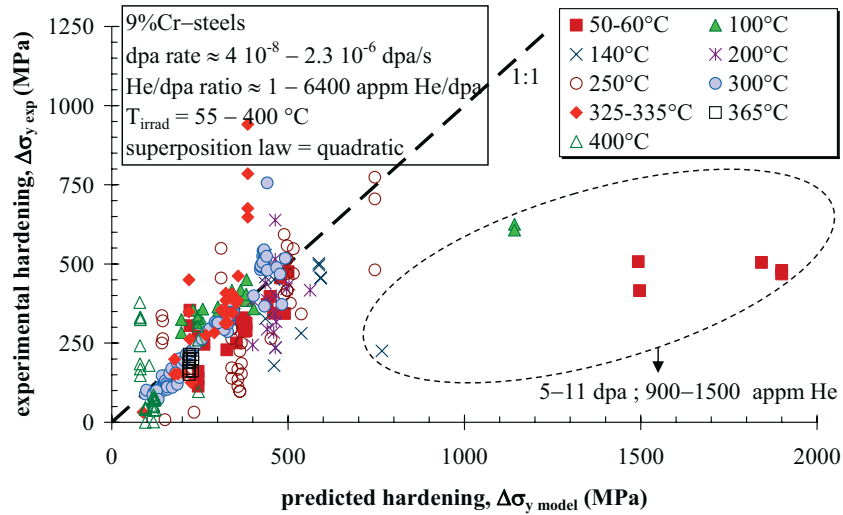 1250
1000
750
500
250
0
0
500
1000
1500
2000
experimental hardening, Δσy exp (MPa)
predicted hardening, Δσy model (MPa)
9%Cr–steels
dpa rate ≈ 4 10-8 – 2.3 10-6 dpa/s
He/dpa ratio ≈ 1 – 6400 appm He/dpa
Tirrad = 55 – 400 °C
superposition law = quadratic
1:1
50-60°C
100°C
140°C
200°C
250°C
300°C
325-335°C
365°C
400°C
5–11 dpa ; 900–1500 appm He